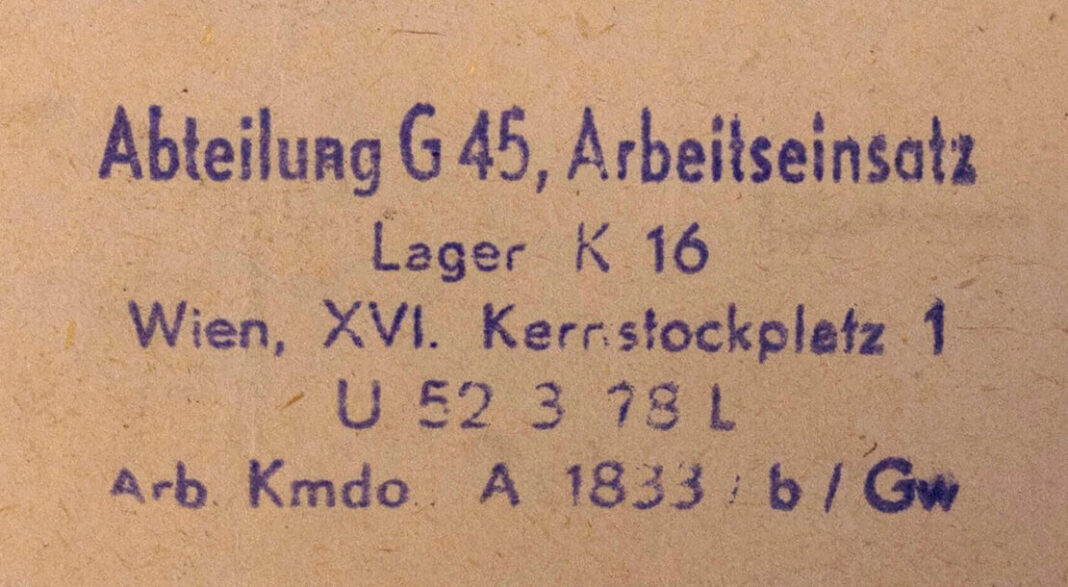 Abteilung G 45, Arbeitseinsatz
Lager K 16
Wien, XVI. Kernstockplatz 1
U 52 3 78 L
Arb. Kmdo. A 1833 / b / Gw